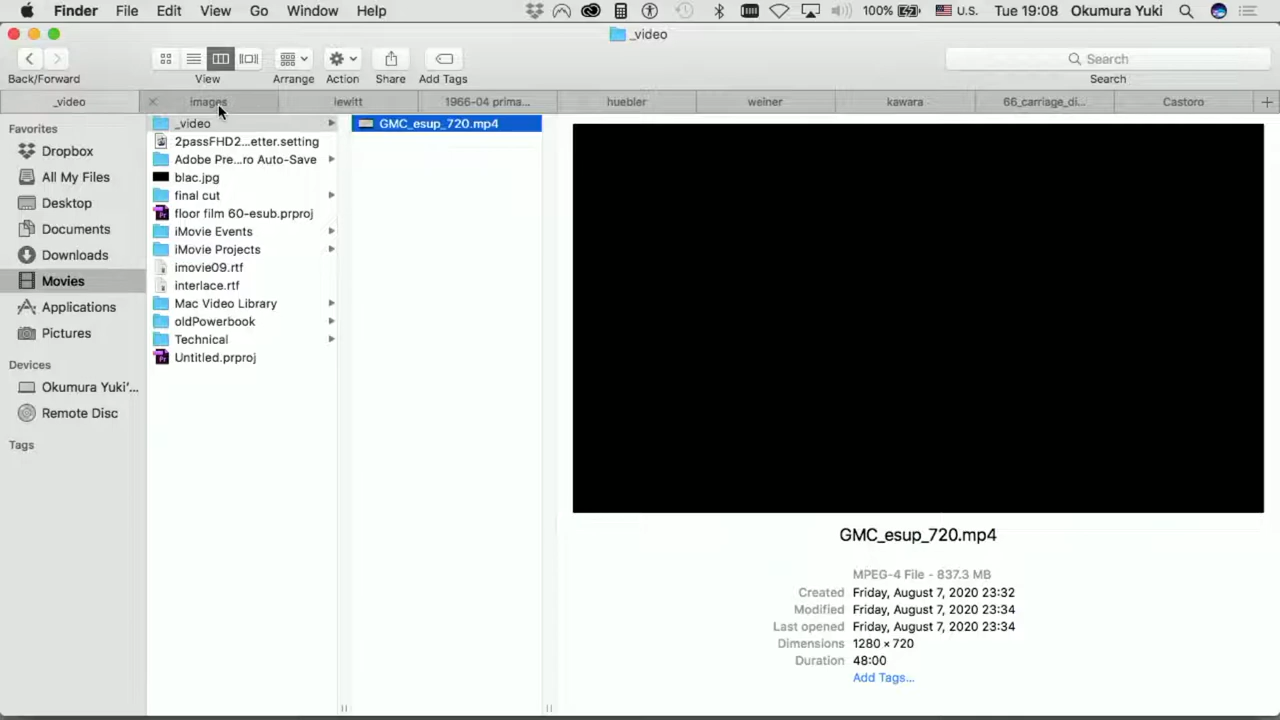 Finder File Edit View Go Window Help 100% U.S. Tue 19:08 Okumura Yuki
_video
Back/Forward View Arrange Action Share Add Tags Search
Search
_video images lewitt 1966-04 prima... huebler weiner kawara 66_carriage_di... Castoro
Favorites
Dropbox
All My Files
Desktop
Documents
Downloads
Movies
Applications
Pictures
Devices
Okumura Yuki'...
Remote Disc
Tags
_video
2passFHD2...etter.setting
Adobe Pre...ro Auto-Save
blac.jpg
final cut
floor film 60-esub.prproj
iMovie Events
iMovie Projects
imovie09.rtf
interlace.rtf
Mac Video Library
oldPowerbook
Technical
Untitled.prproj
GMC_esup_720.mp4
GMC_esup_720.mp4
MPEG-4 File - 837.3 MB
Created Friday, August 7, 2020 23:32
Modified Friday, August 7, 2020 23:34
Last opened Friday, August 7, 2020 23:34
Dimensions 1280 × 720
Duration 48:00
Add Tags...